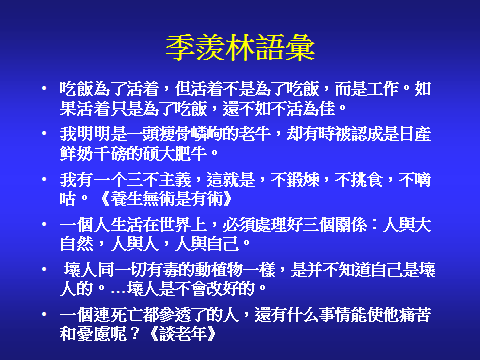 季羨林語彙
• 吃飯為了活着，但活着不是為了吃飯，而是工作。如
果活着只是為了吃飯，還不如不活為佳。
• 我明明是一頭瘦骨嶙峋的老牛，却有時被認成是日產
鮮奶千磅的硕大肥牛。
• 我有一个三不主義，這就是，不鍛煉，不挑食，不嘀
咕。《養生無術是有術》
• 一個人生活在世界上，必須處理好三個關係：人與大
自然，人與人，人與自己。
• 壞人同一切有毒的動植物一樣，是并不知道自己是壞
人的。…壞人是不會改好的。
• 一個連死亡都參透了的人，還有什么事情能使他痛苦
和憂慮呢？《談老年》